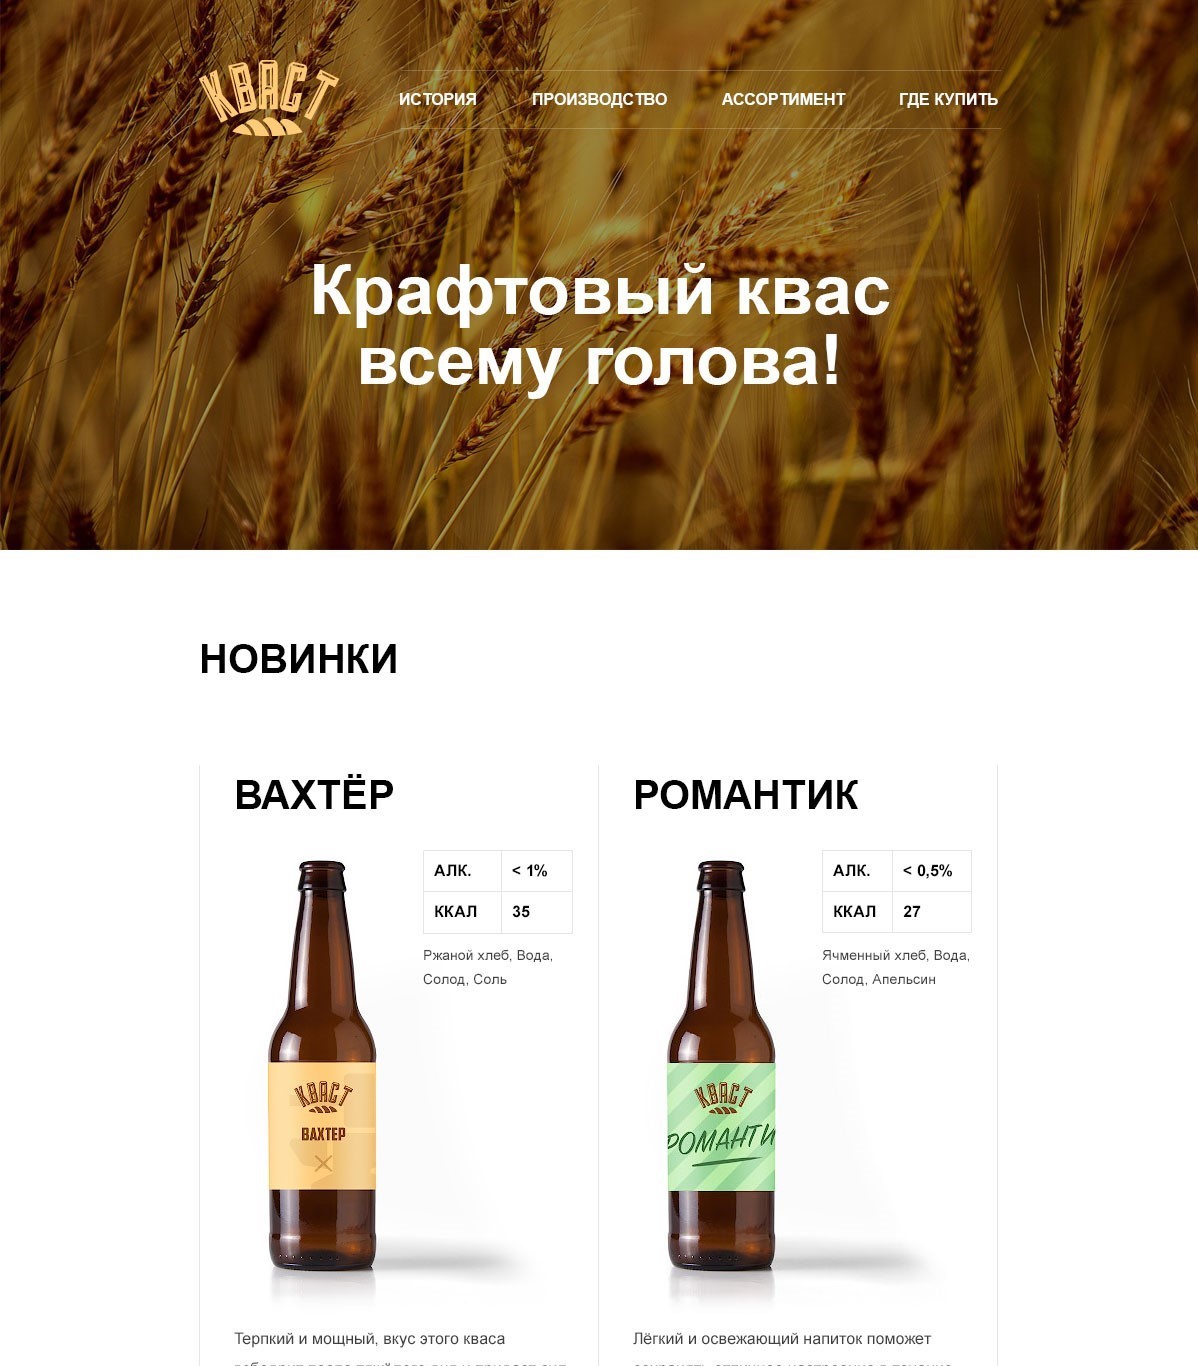 КВАСТ
ИСТОРИЯ ПРОИЗВОДСТВО АССОРТИМЕНТ ГДЕ КУПИТЬ
Крафтовый квас
всему голова!
НОВИНКИ
ВАХТЁР
АЛК. < 1%
ККАЛ 35
Ржаной хлеб, Вода,
Солод, Соль
КВАСТ
ВАХТЕР
Терпкий и мощный, вкус этого кваса
РОМАНТИК
АЛК. < 0,5%
ККАЛ 27
Ячменный хлеб, Вода,
Солод, Апельсин
КВАСТ
РОМАНТИ
Лёгкий и освежающий напиток поможет